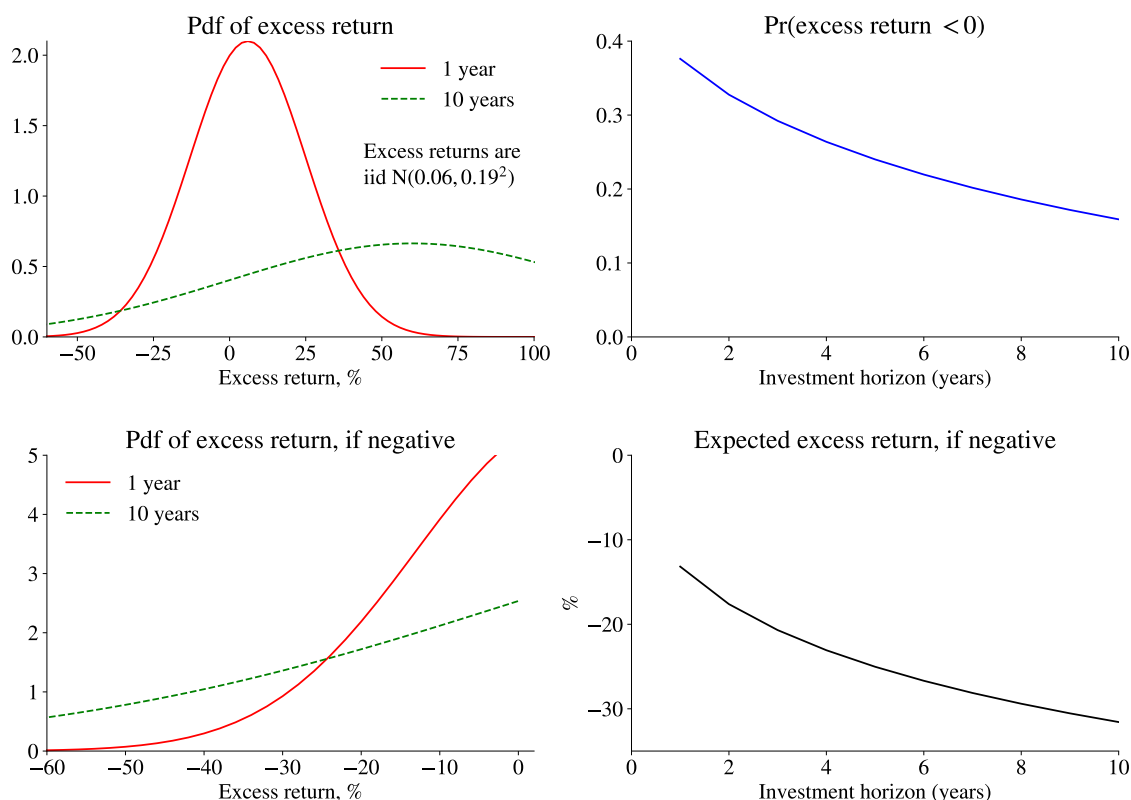 Pdf of excess return
2.0
1.5
1.0
0.5
0.0
1 year
10 years
Excess returns are
iid N(0.06, 0.19²)
−50 −25 0 25 50 75 100
Excess return, %
Pr(excess return < 0)
0.4
0.3
0.2
0.1
0.0
0 2 4 6 8 10
Investment horizon (years)
Pdf of excess return, if negative
5
4
3
2
1
0
1 year
10 years
−60 −50 −40 −30 −20 −10 0
Excess return, %
Expected excess return, if negative
0
−10
−20
−30
%
0 2 4 6 8 10
Investment horizon (years)